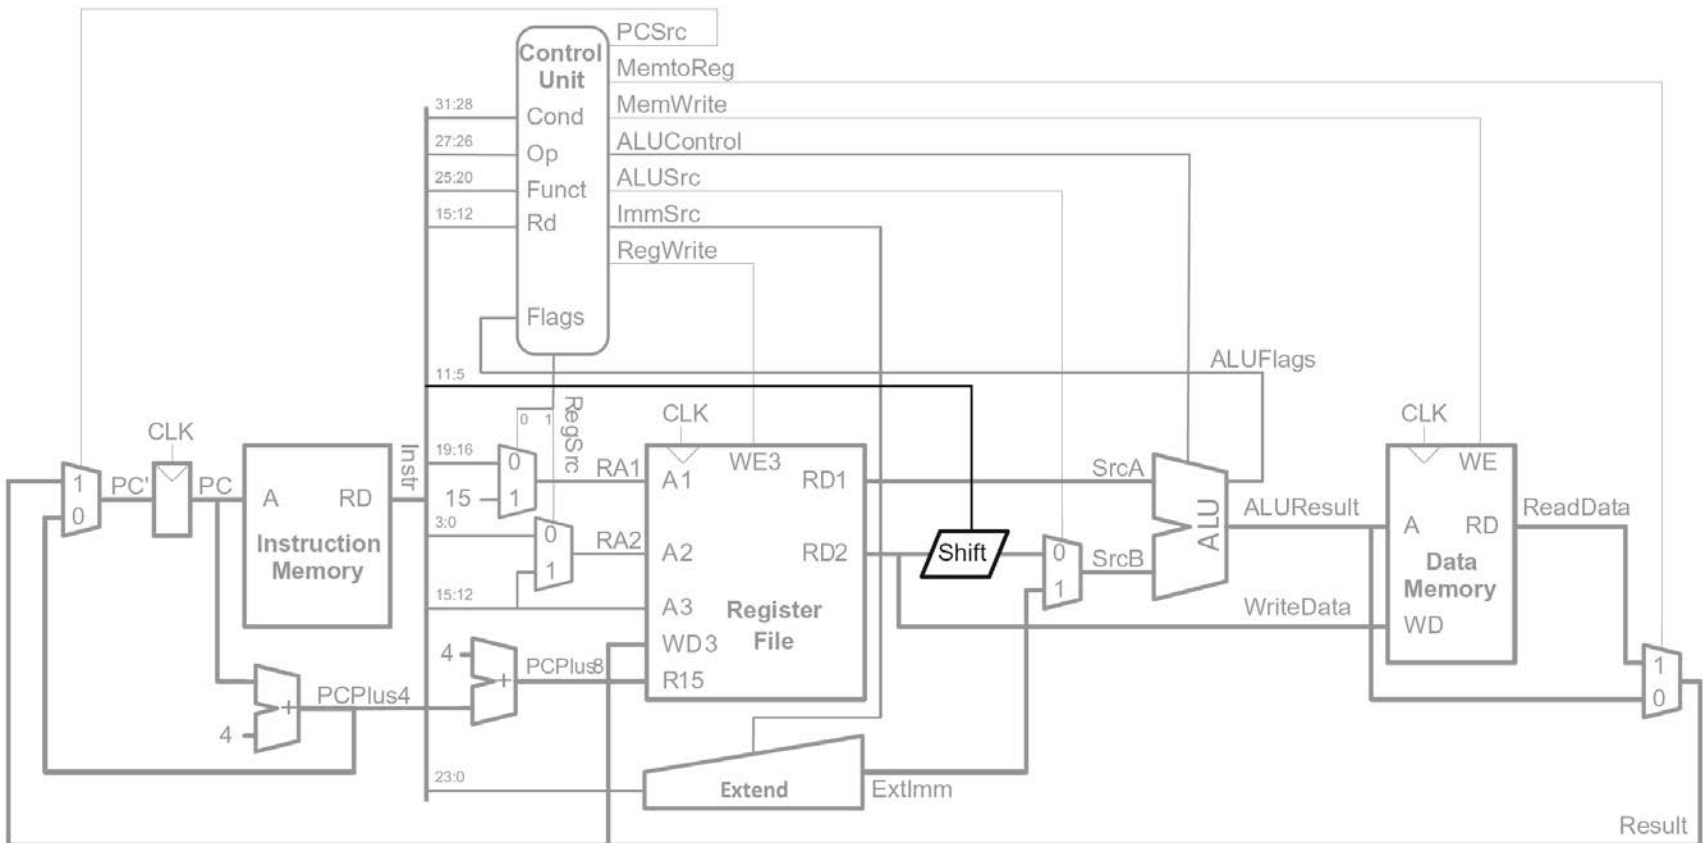 PCSrc
Control
Unit
MemtoReg
31:28
Cond
MemWrite
27:26
Op
ALUControl
25:20
Funct
ALUSrc
15:12
Rd
ImmSrc
RegWrite
Flags
11:5
ALUFlags
0 1
RegSrc
CLK
CLK
CLK
Instr
19:16
0
RA1
A1
WE3
RD1
SrcA
WE
1
PC'
PC
A
RD
15
1
ALU
ALUResult
A
RD
ReadData
0
3:0
0
RA2
A2
RD2
Shift
0
SrcB
Instruction
Memory
1
1
Data
Memory
15:12
A3
Register
File
WriteData
WD
4
+
PCPlus8
WD3
R15
1
0
PCPlus4
+
4
23:0
Extend
ExtImm
Result